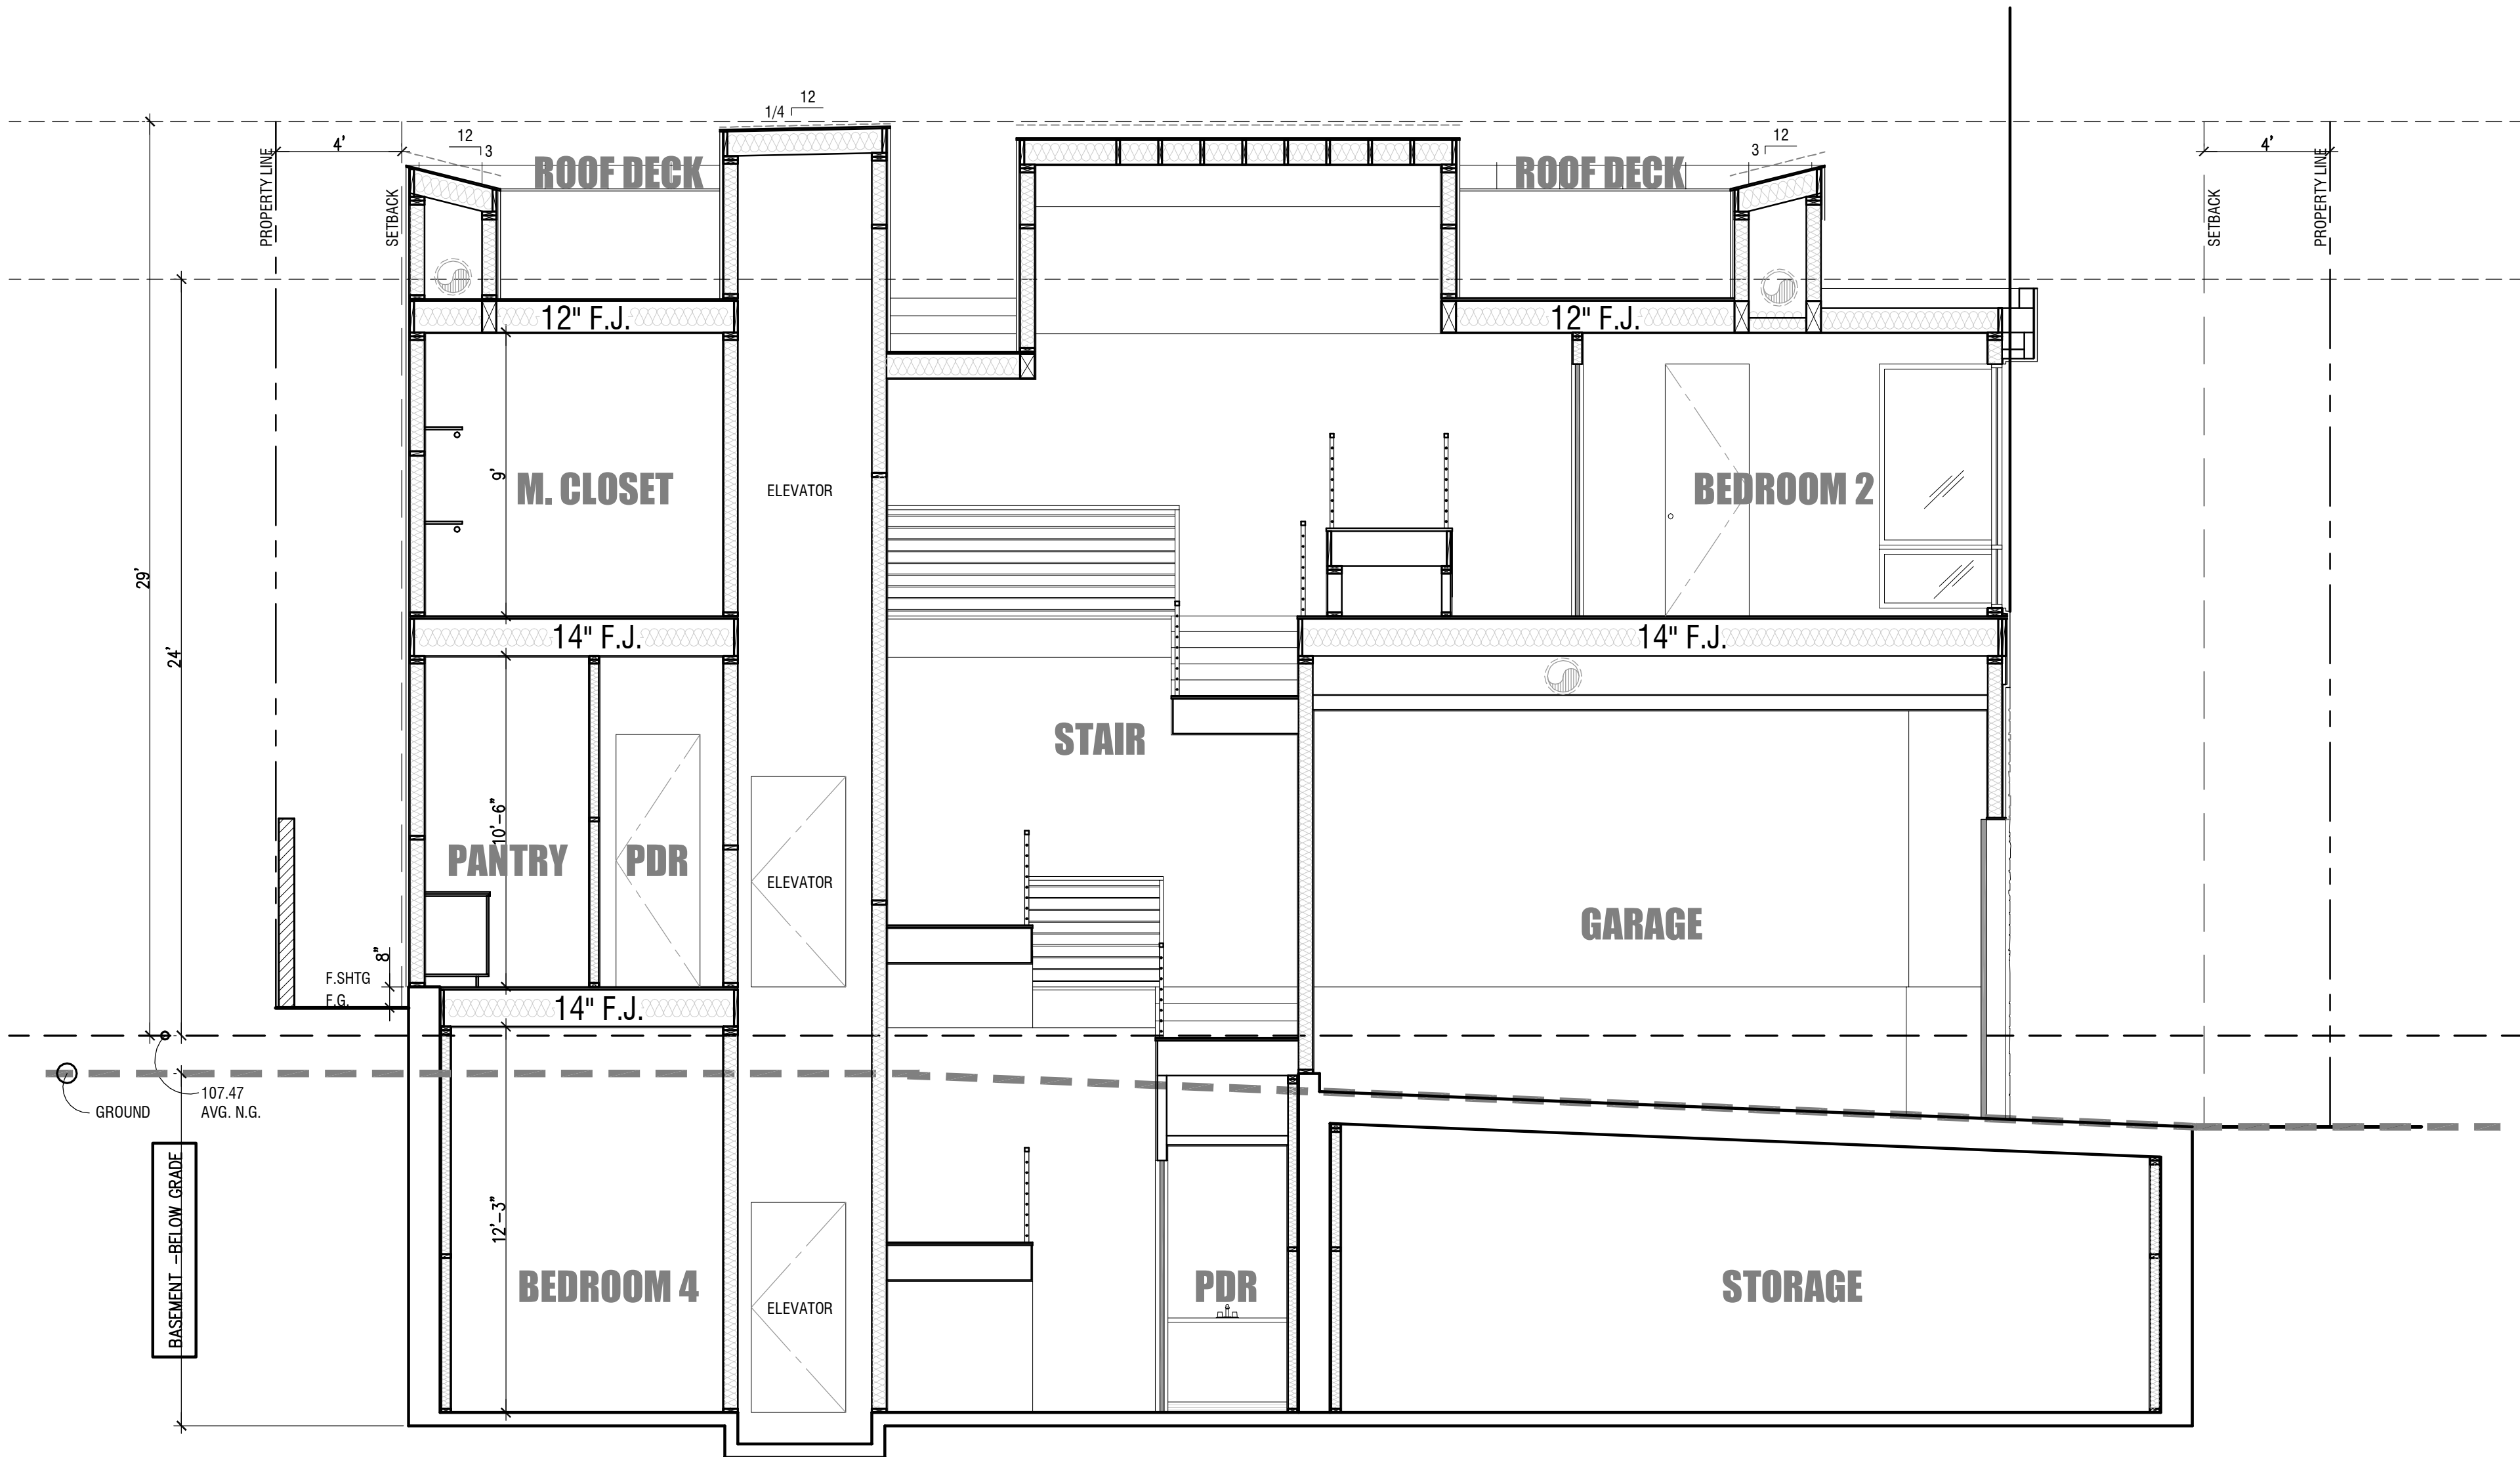 12
1/4
12
3
12
3
4'
4'
PROPERTY LINE
SETBACK
ROOF DECK
ROOF DECK
SETBACK
PROPERTY LINE
12" F.J.
12" F.J.
29'
24'
9'
M. CLOSET
ELEVATOR
BEDROOM 2
14" F.J.
14" F.J.
STAIR
10'-6"
PANTRY
PDR
ELEVATOR
GARAGE
8"
F.SHTG
F.G.
14" F.J.
107.47
AVG. N.G.
GROUND
BASEMENT -BELOW GRADE
12'-3"
BEDROOM 4
ELEVATOR
PDR
STORAGE